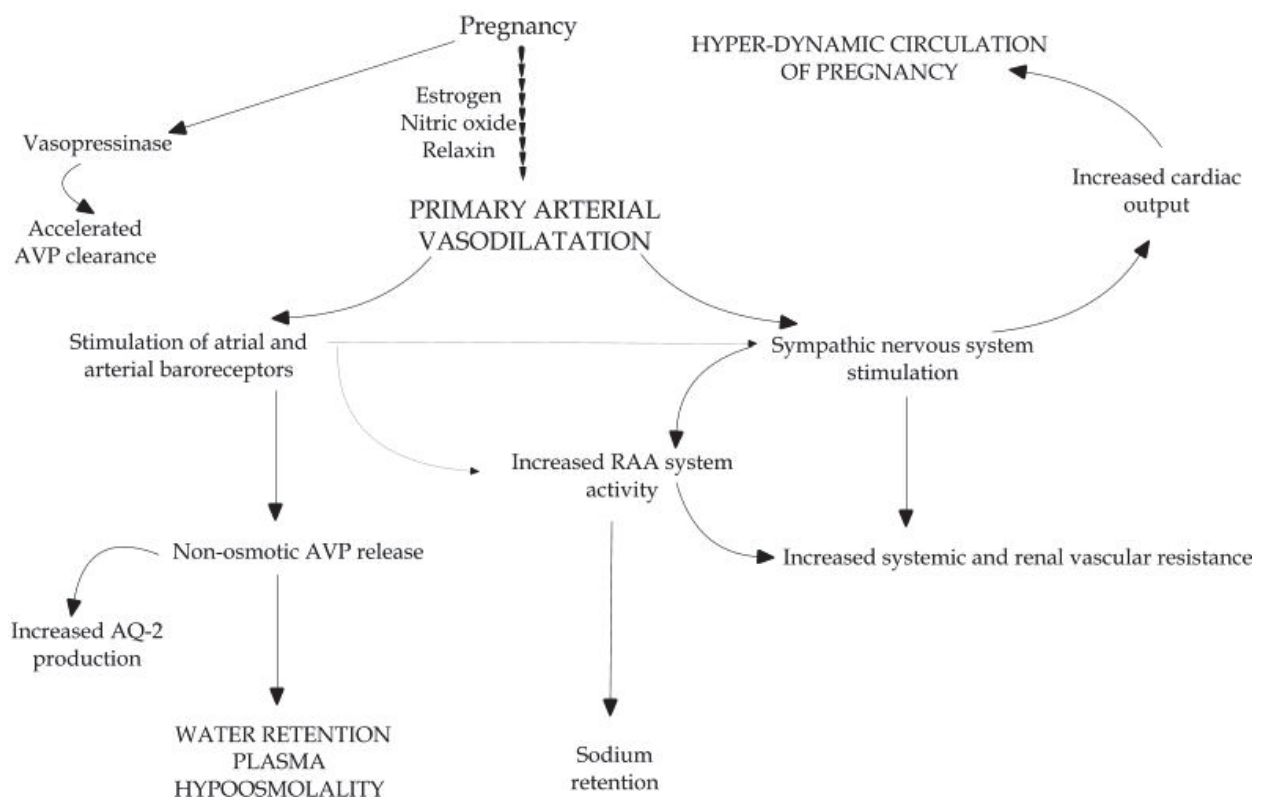 Pregnancy
HYPER-DYNAMIC CIRCULATION
OF PREGNANCY
Estrogen
Nitric oxide
Relaxin
Vasopressinase
Increased cardiac
output
PRIMARY ARTERIAL
VASODILATATION
Accelerated
AVP clearance
Stimulation of atrial and
arterial baroreceptors
Sympathic nervous system
stimulation
Increased RAA system
activity
Non-osmotic AVP release
Increased systemic and renal vascular resistance
Increased AQ-2
production
WATER RETENTION
PLASMA
HYPOOSMOLALITY
Sodium
retention